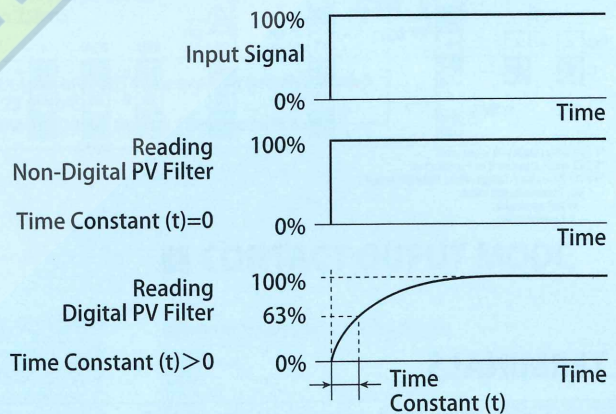 100%
Input Signal
0%
Time
Reading
Non-Digital PV Filter
100%
Time Constant (t)=0
0%
Time
Reading
Digital PV Filter
100%
63%
Time Constant (t)>0
0%
Time
Time
Constant (t)